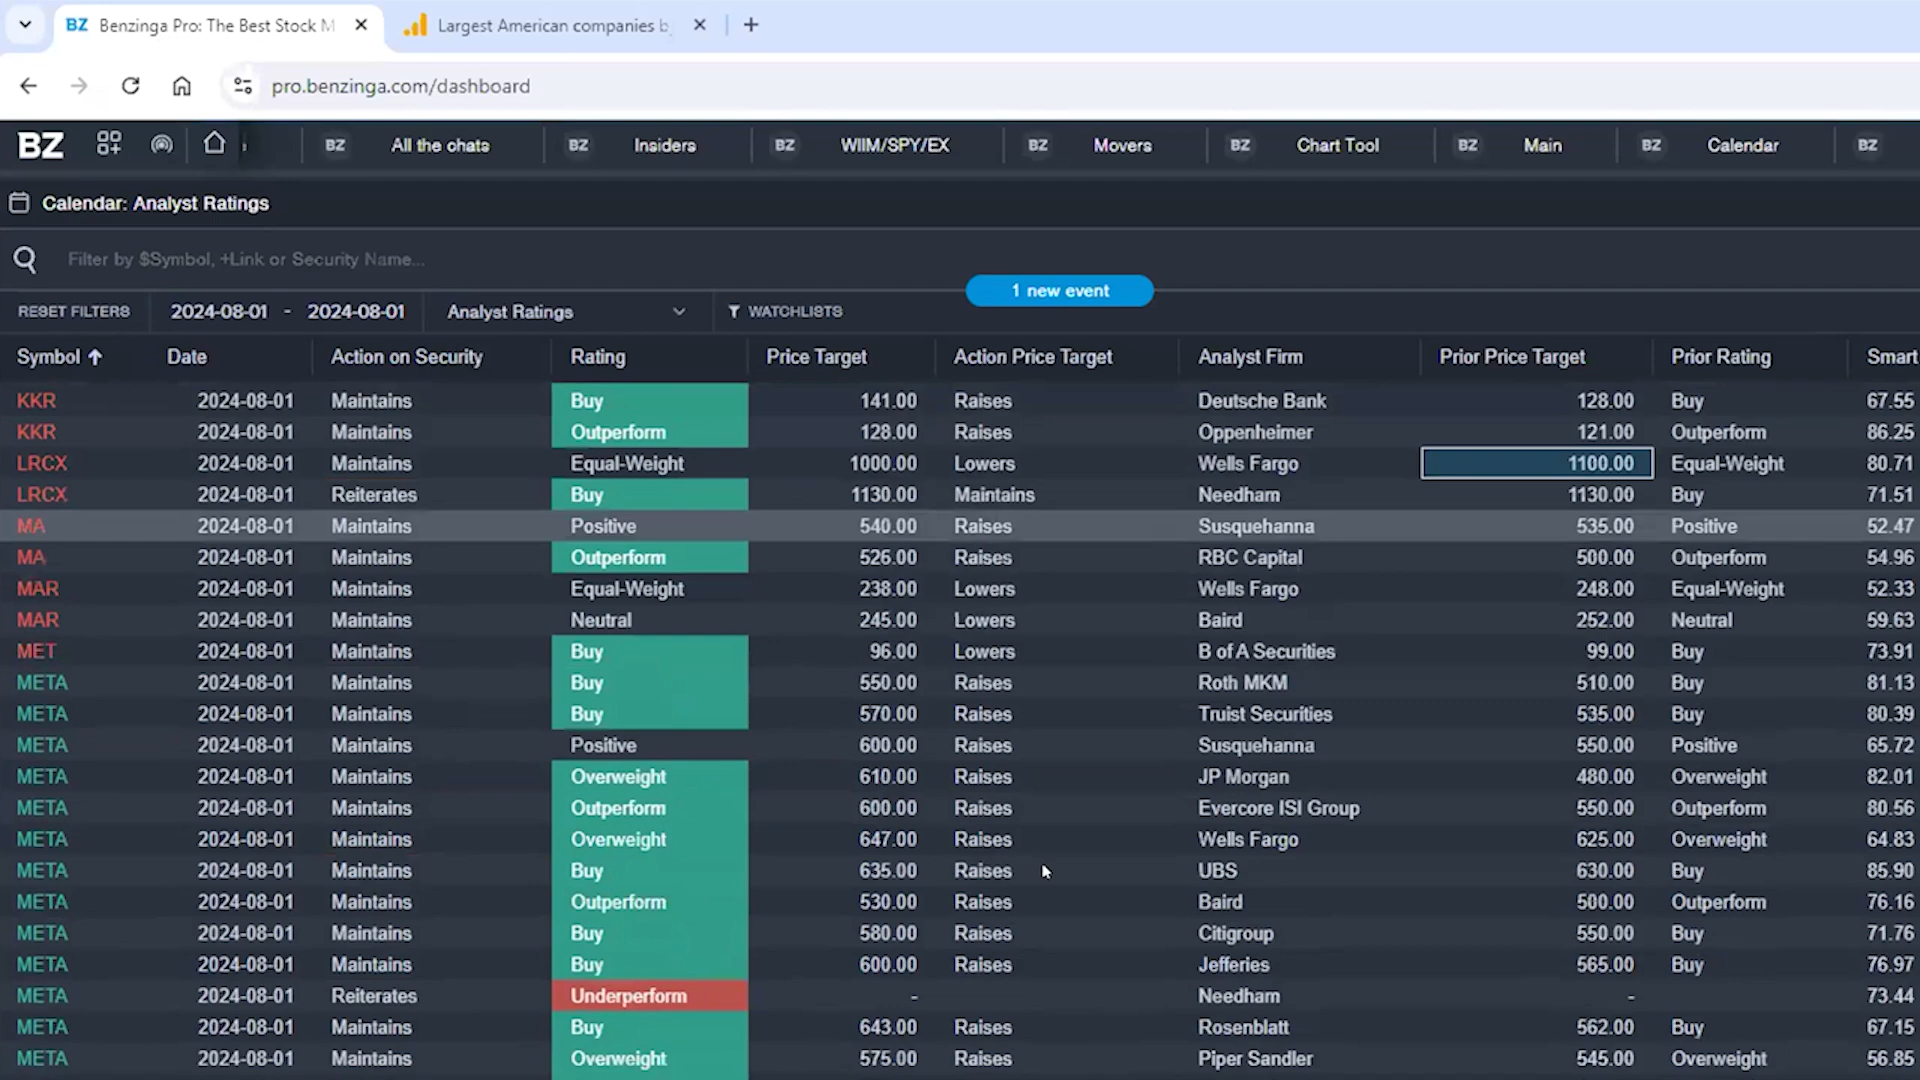 BZ Benzinga Pro: The Best Stock M
Largest American companies b
pro.benzinga.com/dashboard
BZ BZ All the chats BZ Insiders BZ WIIM/SPY/EX BZ Movers BZ Chart Tool BZ Main BZ Calendar BZ
Calendar: Analyst Ratings
Filter by $Symbol, +Link or Security Name...
1 new event
RESET FILTERS 2024-08-01 - 2024-08-01 Analyst Ratings WATCHLISTS
Symbol Date Action on Security Rating Price Target Action Price Target Analyst Firm Prior Price Target Prior Rating Smart
KKR 2024-08-01 Maintains Buy 141.00 Raises Deutsche Bank 128.00 Buy 67.55
KKR 2024-08-01 Maintains Outperform 128.00 Raises Oppenheimer 121.00 Outperform 86.25
LRCX 2024-08-01 Maintains Equal-Weight 1000.00 Lowers Wells Fargo 1100.00 Equal-Weight 80.71
LRCX 2024-08-01 Reiterates Buy 1130.00 Maintains Needham 1130.00 Buy 71.51
MA 2024-08-01 Maintains Positive 540.00 Raises Susquehanna 535.00 Positive 52.47
MA 2024-08-01 Maintains Outperform 526.00 Raises RBC Capital 500.00 Outperform 54.96
MAR 2024-08-01 Maintains Equal-Weight 238.00 Lowers Wells Fargo 248.00 Equal-Weight 52.33
MAR 2024-08-01 Maintains Neutral 245.00 Lowers Baird 252.00 Neutral 59.63
MET 2024-08-01 Maintains Buy 96.00 Lowers B of A Securities 99.00 Buy 73.91
META 2024-08-01 Maintains Buy 550.00 Raises Roth MKM 510.00 Buy 81.13
META 2024-08-01 Maintains Buy 570.00 Raises Truist Securities 535.00 Buy 80.39
META 2024-08-01 Maintains Positive 600.00 Raises Susquehanna 550.00 Positive 65.72
META 2024-08-01 Maintains Overweight 610.00 Raises JP Morgan 480.00 Overweight 82.01
META 2024-08-01 Maintains Outperform 600.00 Raises Evercore ISI Group 550.00 Outperform 80.56
META 2024-08-01 Maintains Overweight 647.00 Raises Wells Fargo 625.00 Overweight 64.83
META 2024-08-01 Maintains Buy 635.00 Raises UBS 630.00 Buy 85.90
META 2024-08-01 Maintains Outperform 530.00 Raises Baird 500.00 Outperform 76.16
META 2024-08-01 Maintains Buy 580.00 Raises Citigroup 550.00 Buy 71.76
META 2024-08-01 Maintains Buy 600.00 Raises Jefferies 565.00 Buy 76.97
META 2024-08-01 Reiterates Underperform - Needham - 73.44
META 2024-08-01 Maintains Buy 643.00 Raises Rosenblatt 562.00 Buy 67.15
META 2024-08-01 Maintains Overweight 575.00 Raises Piper Sandler 545.00 Overweight 56.85